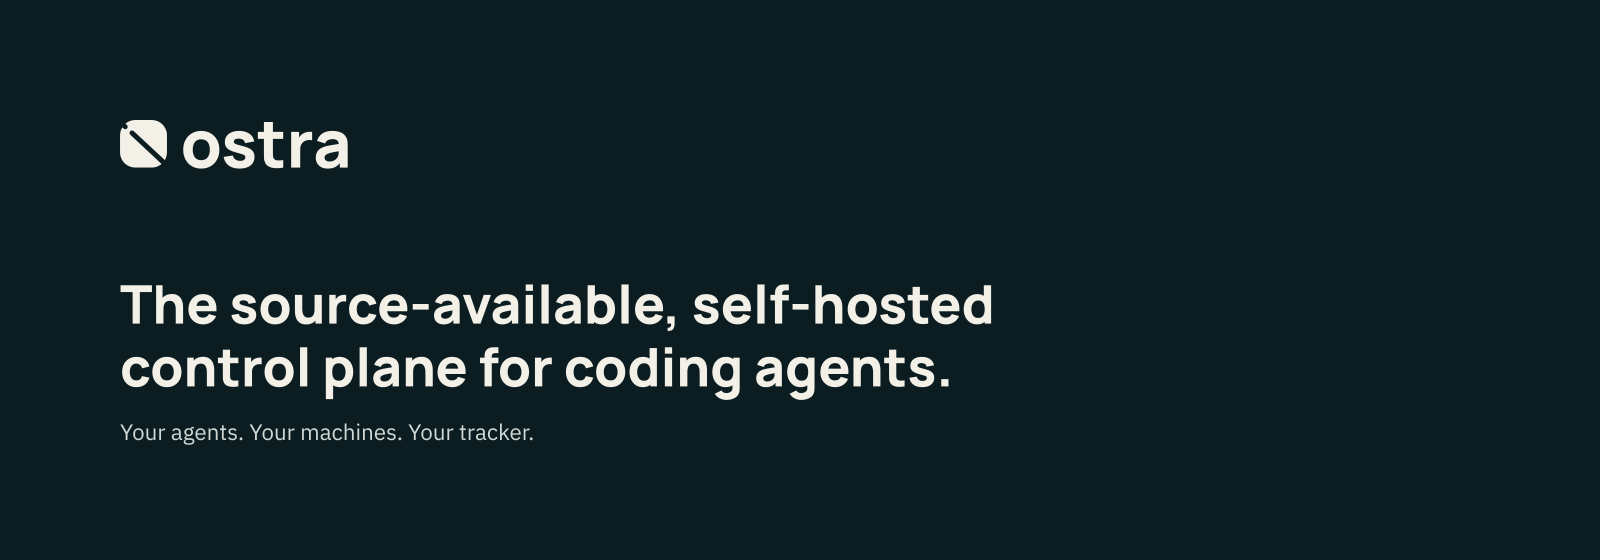 ostra
The source-available, self-hosted
control plane for coding agents.
Your agents. Your machines. Your tracker.